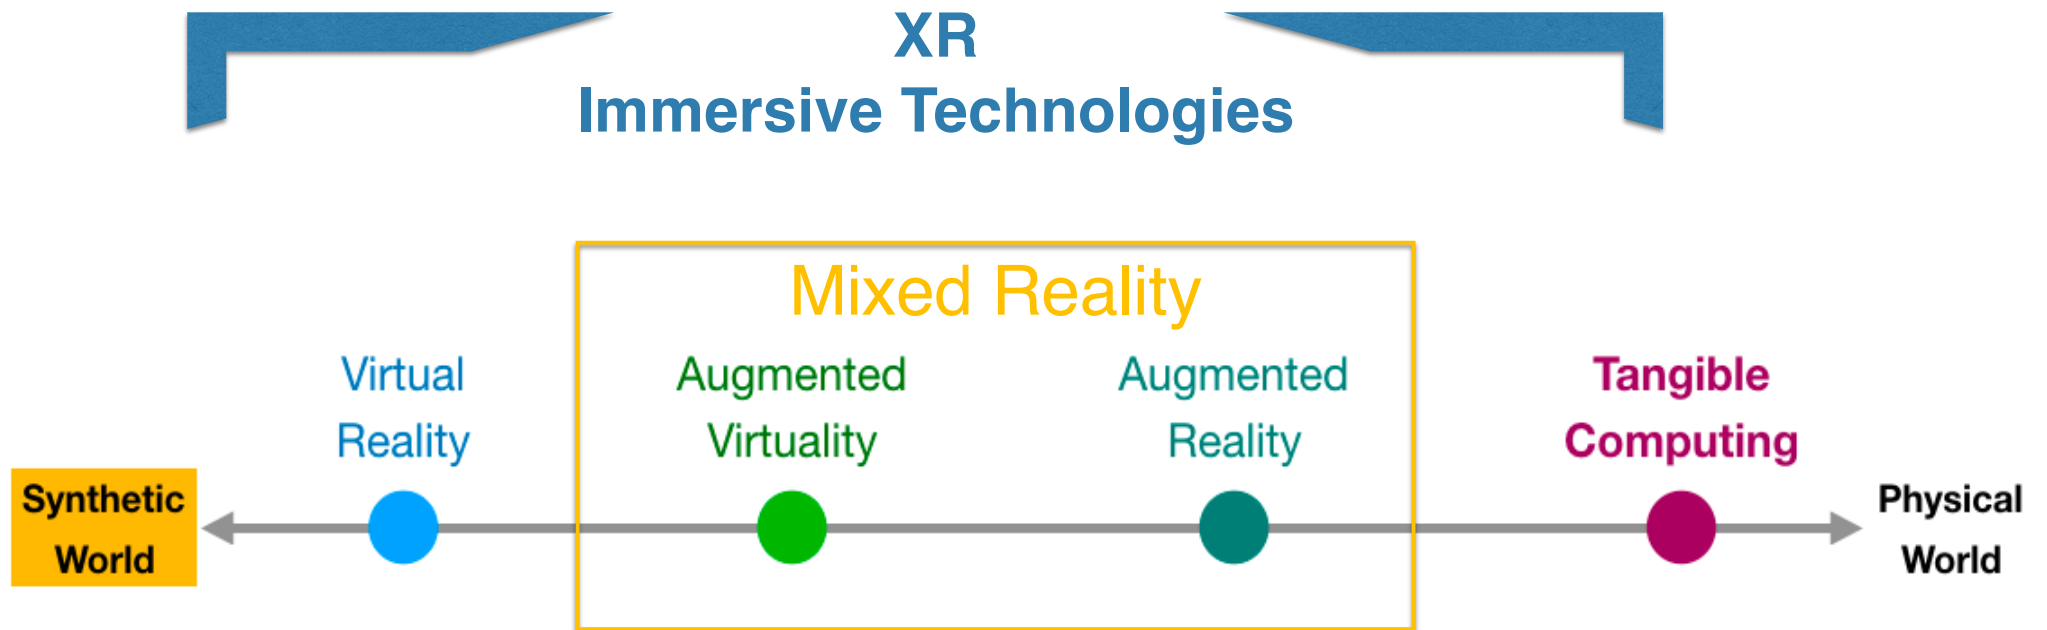 XR
Immersive Technologies
Mixed Reality
Virtual
Reality
Augmented
Virtuality
Augmented
Reality
Tangible
Computing
Synthetic
World
Physical
World